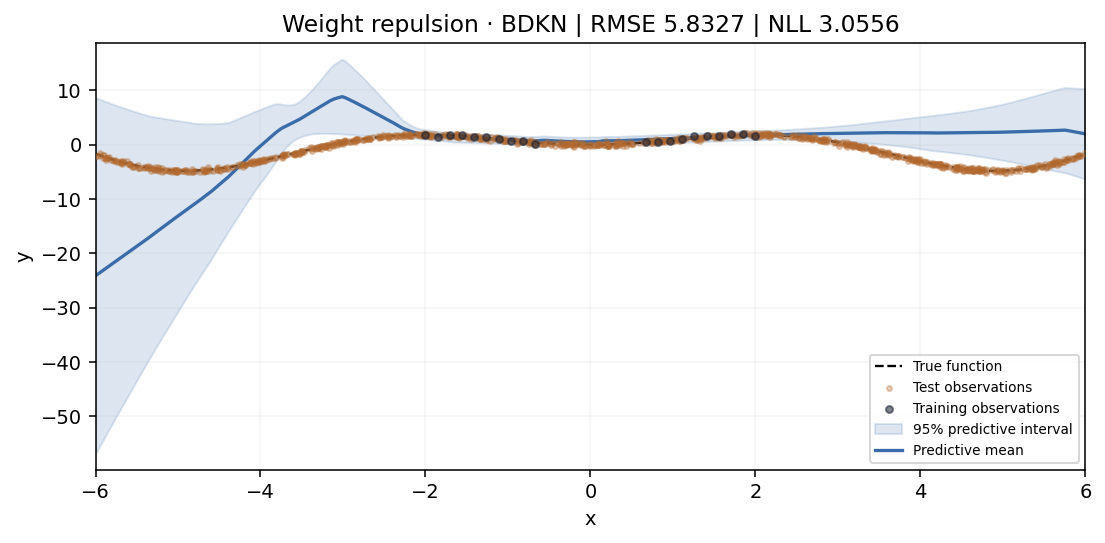 Weight repulsion · BDKN | RMSE 5.8327 | NLL 3.0556
10
0
−10
−20
−30
−40
−50
y
−6
−4
−2
0
2
4
6
x
True function
Test observations
Training observations
95% predictive interval
Predictive mean